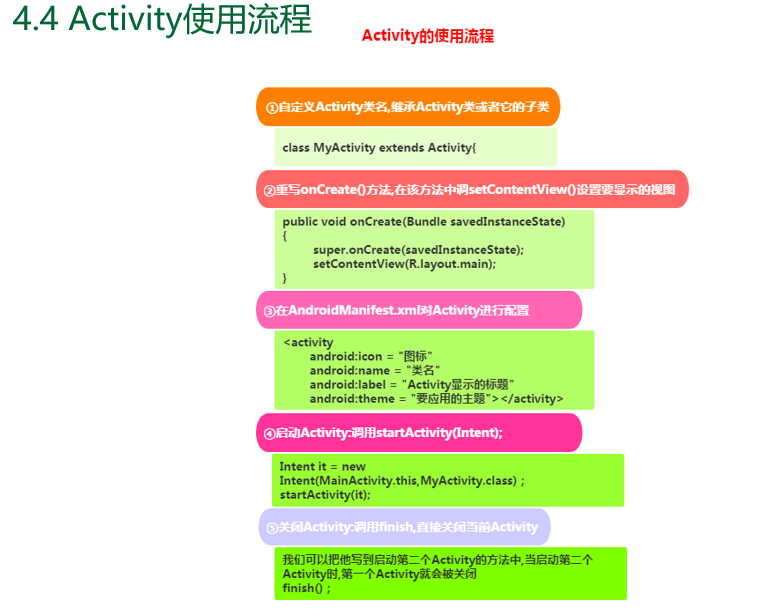 4.4 Activity使用流程
Activity的使用流程
①自定义Activity类名,继承Activity类或者它的子类
class MyActivity extends Activity{
②重写onCreate()方法,在该方法中调setContentView()设置要显示的视图
public void onCreate(Bundle savedInstanceState)
{
super.onCreate(savedInstanceState);
setContentView(R.layout.main);
}
③在AndroidManifest.xml对Activity进行配置
<activity
android:icon = "图标"
android:name = "类名"
android:label = "Activity显示的标题"
android:theme = "要应用的主题"></activity>
④启动Activity:调用startActivity(Intent);
Intent it = new
Intent(MainActivity.this,MyActivity.class) ;
startActivity(it);
⑤关闭Activity:调用finish,直接关闭当前Activity
我们可以把他写到启动第二个Activity的方法中,当启动第二个
Activity时,第一个Activity就会被关闭
finish() ;